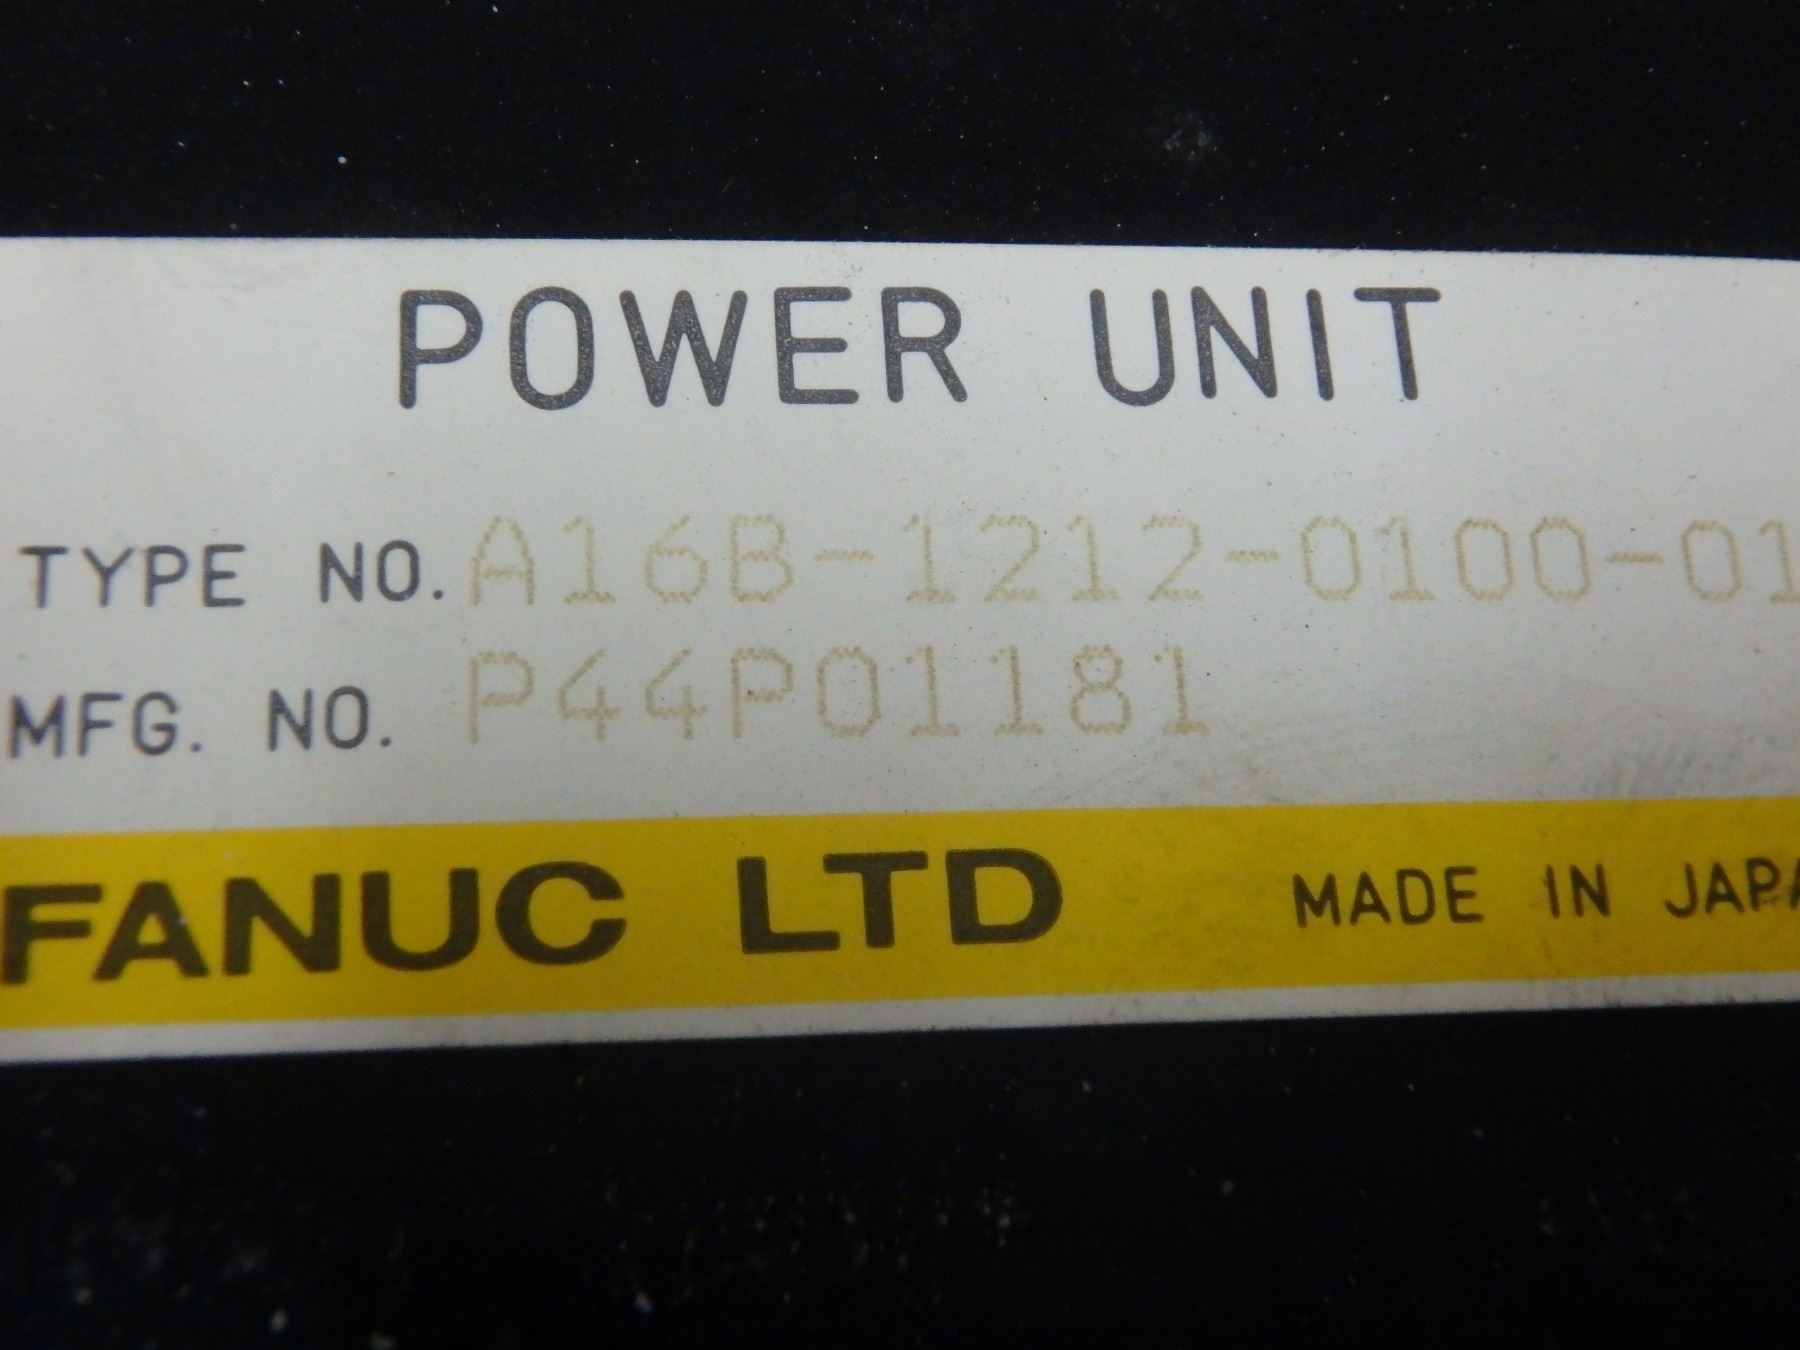 POWER UNIT
TYPE NO. A16B-1212-0100-01
MFG. NO. P44P01181
FANUC LTD MADE IN JAPA